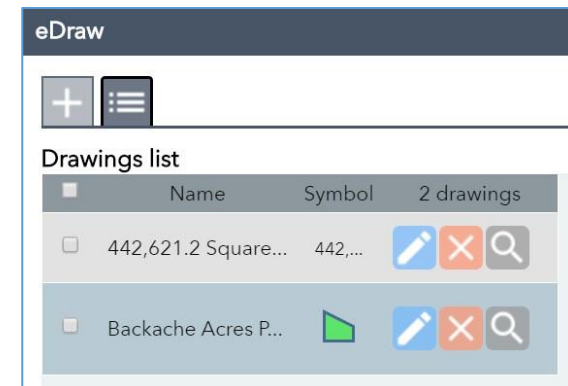 eDraw
Drawings list
Name Symbol 2 drawings
442,621.2 Square... 442,...
Backache Acres P...